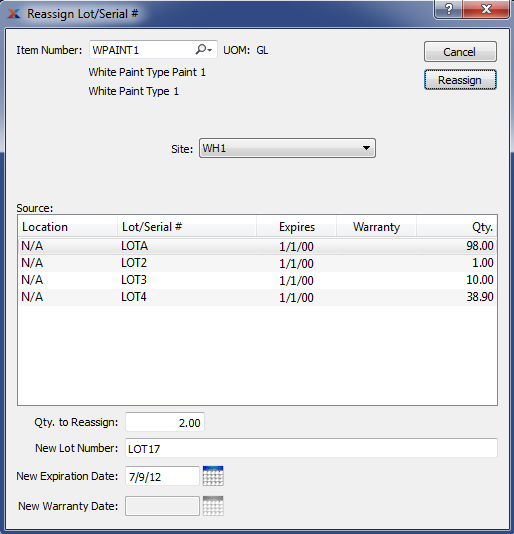 Reassign Lot/Serial #
Item Number: WPAINT1 UOM: GL Cancel
White Paint Type Paint 1 Reassign
White Paint Type 1
Site: WH1
Source:
Location Lot/Serial # Expires Warranty Qty.
N/A LOTA 1/1/00 98.00
N/A LOT2 1/1/00 1.00
N/A LOT3 1/1/00 10.00
N/A LOT4 1/1/00 38.90
Qty. to Reassign: 2.00
New Lot Number: LOT17
New Expiration Date: 7/9/12
New Warranty Date: